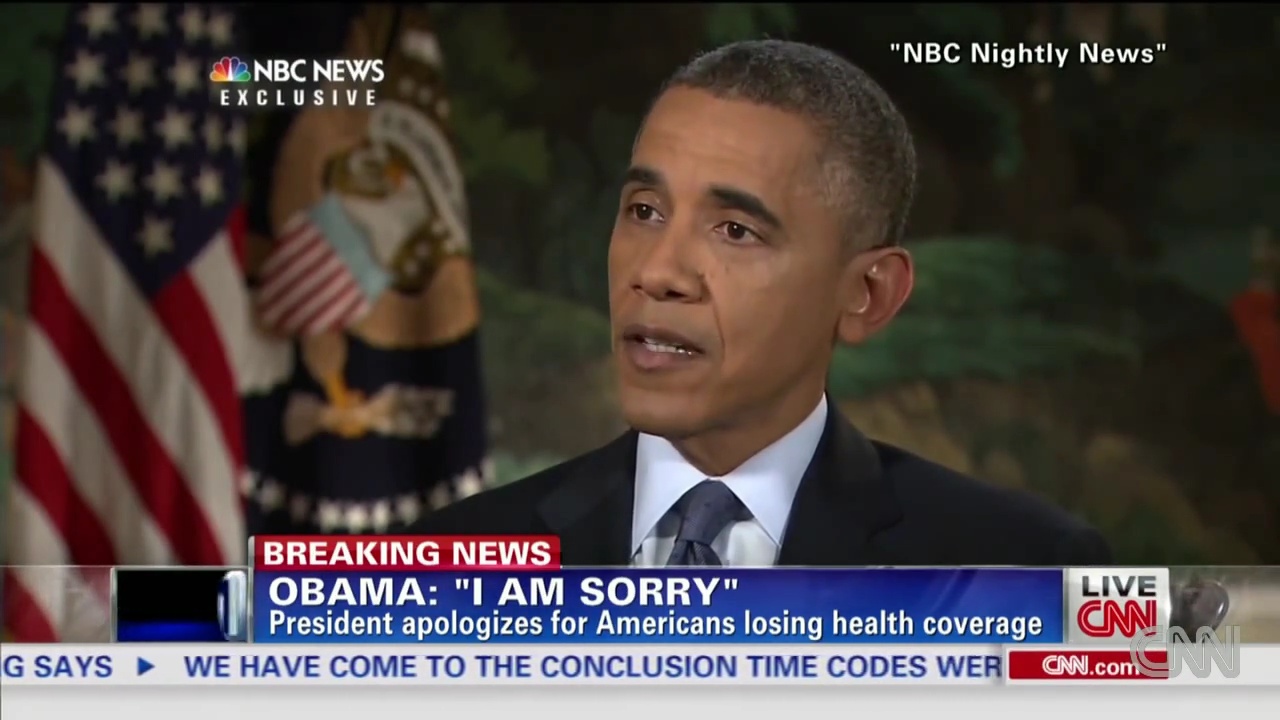 NBC NEWS
EXCLUSIVE
"NBC Nightly News"
BREAKING NEWS
OBAMA: "I AM SORRY"
President apologizes for Americans losing health coverage
LIVE
CNN
G SAYS ▶ WE HAVE COME TO THE CONCLUSION TIME CODES WER
CNN.com
CNN